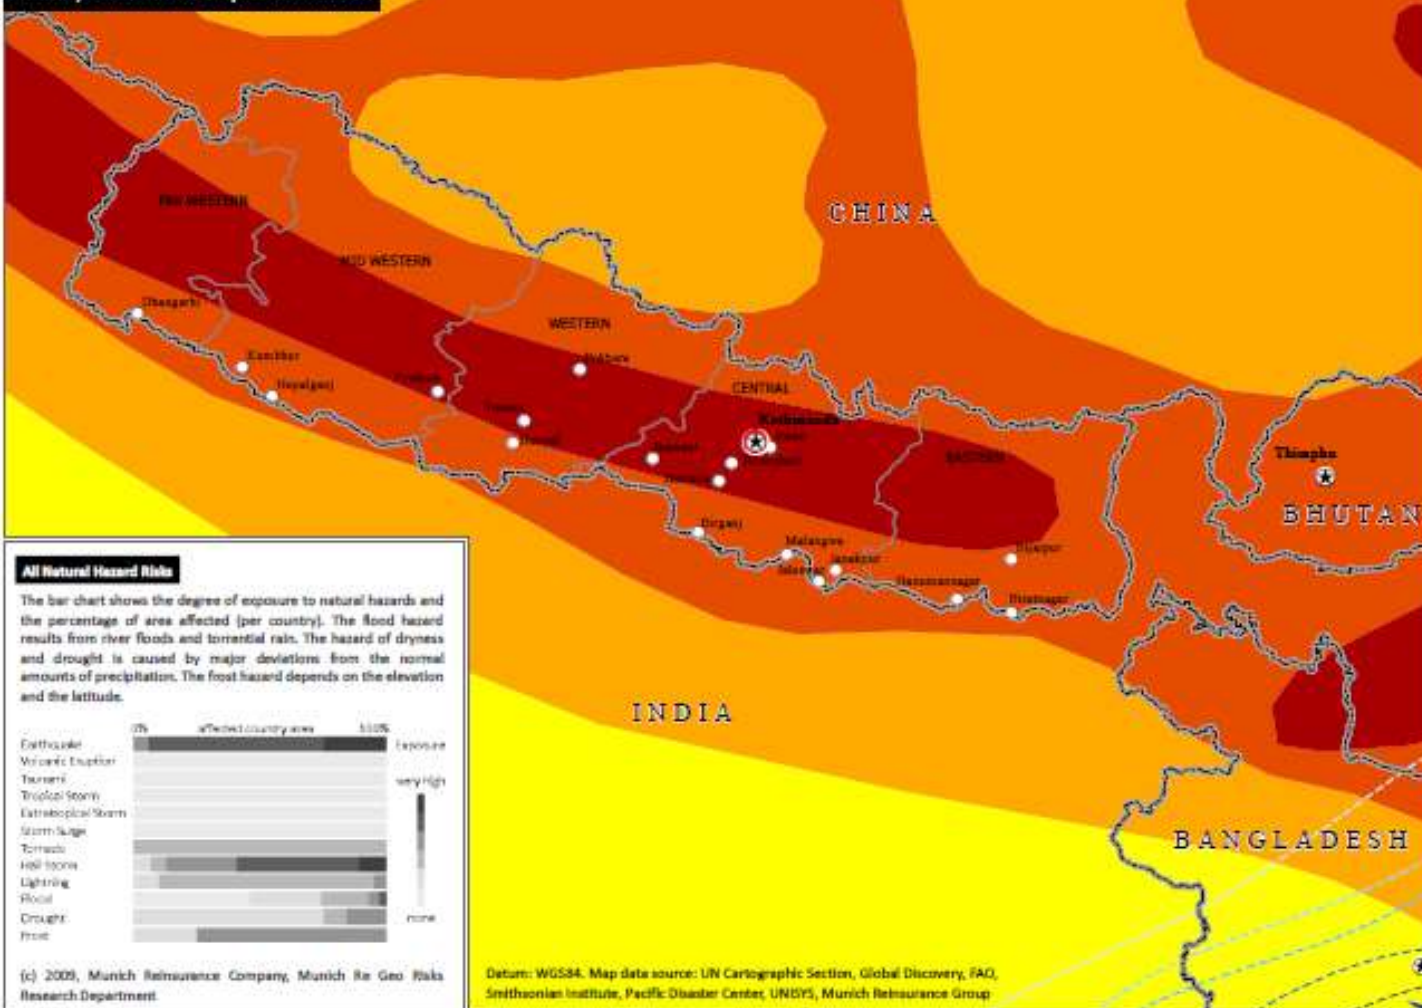 CHINA
FAR WESTERN
MID WESTERN
WESTERN
CENTRAL
EASTERN
Dhangarhi
Nepalganj
Pokhara
Kathmandu
Birganj
Malangwa
Jaleswar
Janakpur
Hanumannagar
Biratnagar
Thimphu
BHUTAN
INDIA
BANGLADESH
All Natural Hazard Risks
The bar chart shows the degree of exposure to natural hazards and
the percentage of area affected (per country). The flood hazard
results from river floods and torrential rain. The hazard of dryness
and drought is caused by major deviations from the normal
amounts of precipitation. The frost hazard depends on the elevation
and the latitude.
0% affected country area 100%
Earthquake Exposure
Volcanic Eruption
Tsunami very high
Tropical Storm
Extratropical Storm
Storm Surge
Tornado
Hail Storm
Lightning
Flood
Drought none
Frost
(c) 2009, Munich Reinsurance Company, Munich Re Geo Risks
Research Department
Datum: WGS84. Map data source: UN Cartographic Section, Global Discovery, FAO,
Smithsonian Institute, Pacific Disaster Center, UNISYS, Munich Reinsurance Group